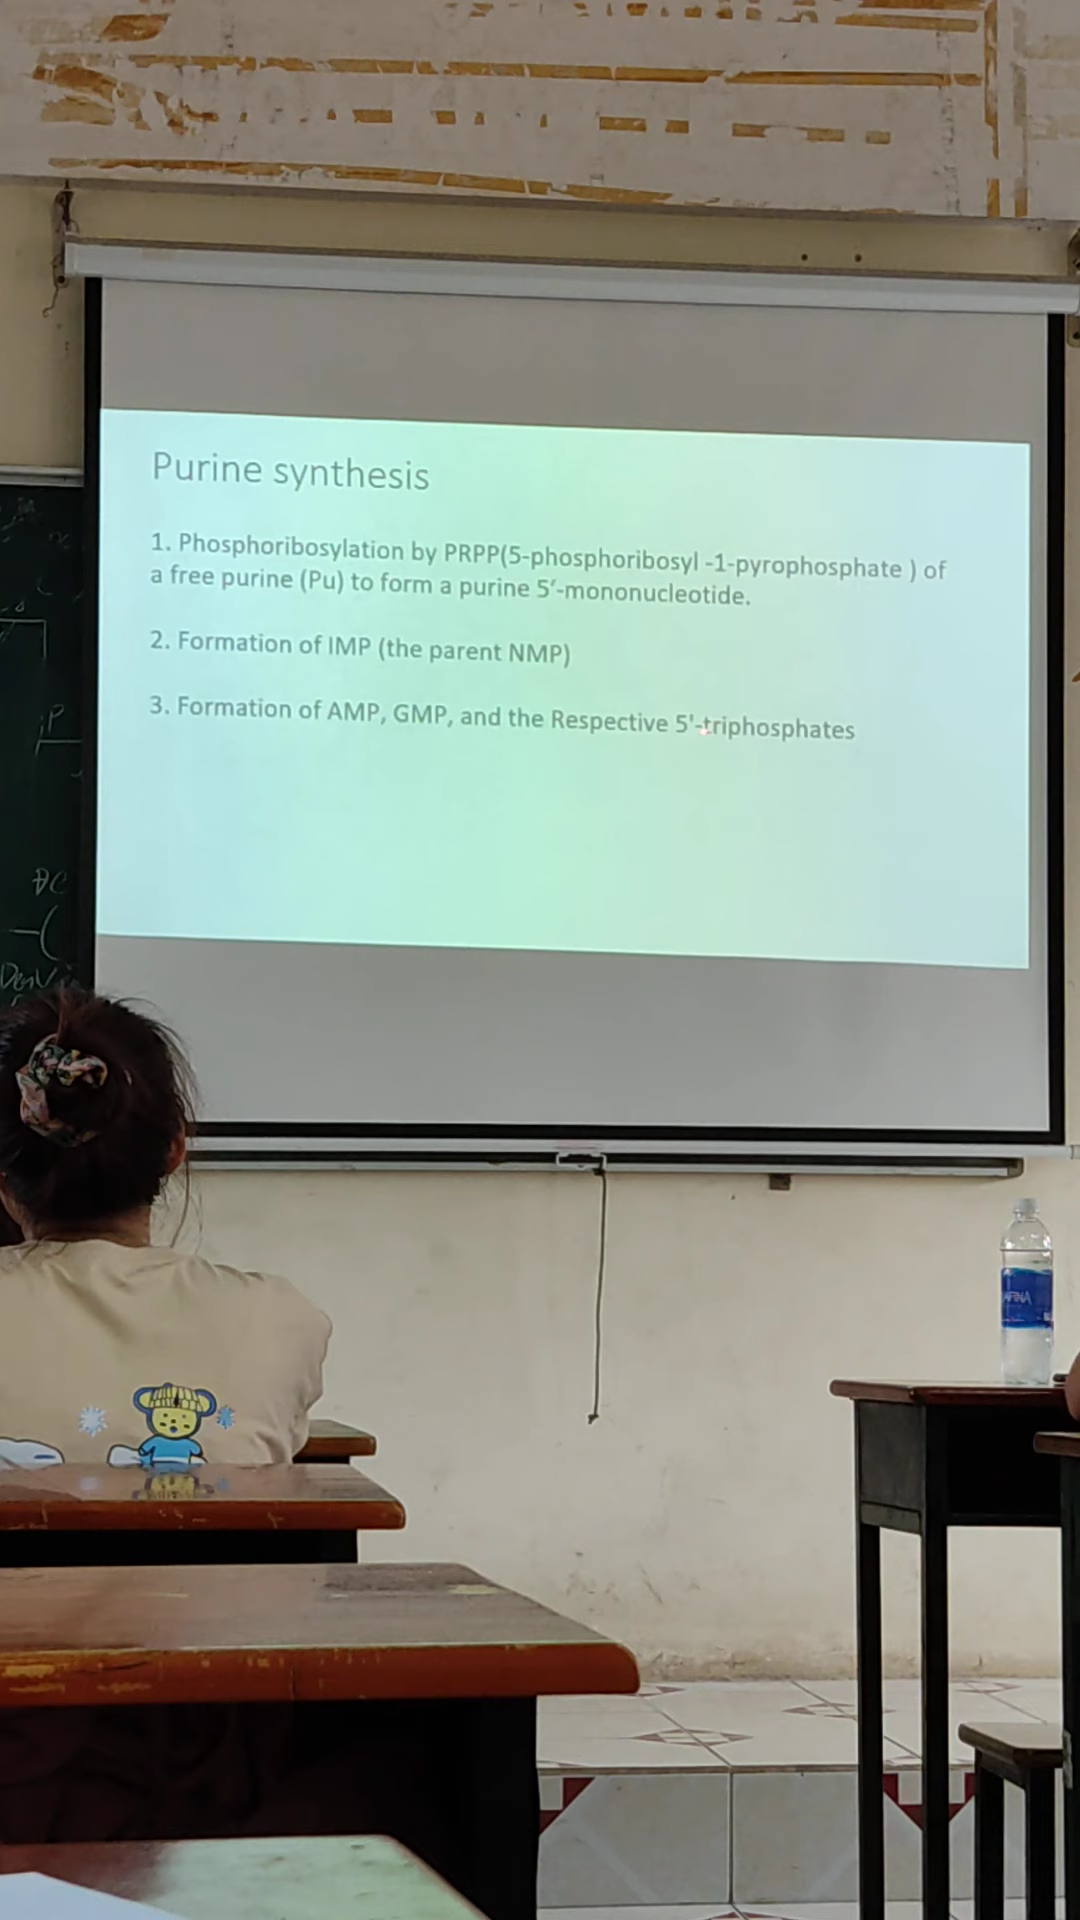 Purine synthesis
1. Phosphoribosylation by PRPP(5-phosphoribosyl -1-pyrophosphate ) of
a free purine (Pu) to form a purine 5′-mononucleotide.
2. Formation of IMP (the parent NMP)
3. Formation of AMP, GMP, and the Respective 5'-triphosphates
ĐC